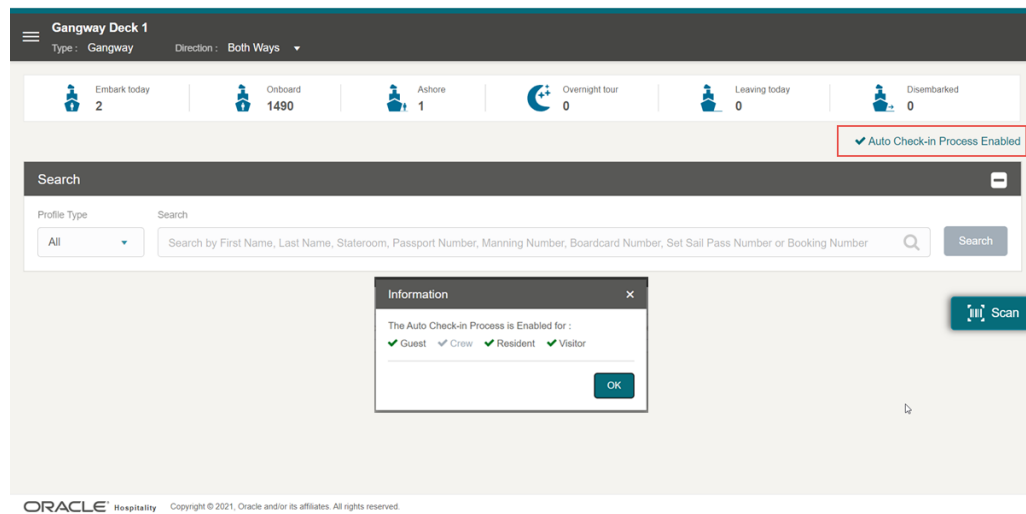 Gangway Deck 1
Type : Gangway Direction : Both Ways
Embark today Onboard Ashore Overnight tour Leaving today Disembarked
2 1490 1 0 0 0
Auto Check-in Process Enabled
Search
Profile Type Search
All Search by First Name, Last Name, Stateroom, Passport Number, Manning Number, Boardcard Number, Set Sail Pass Number or Booking Number Search
Information ×
Scan
The Auto Check-in Process is Enabled for :
Guest Crew Resident Visitor
OK
ORACLE Hospitality Copyright © 2021, Oracle and/or its affiliates. All rights reserved.